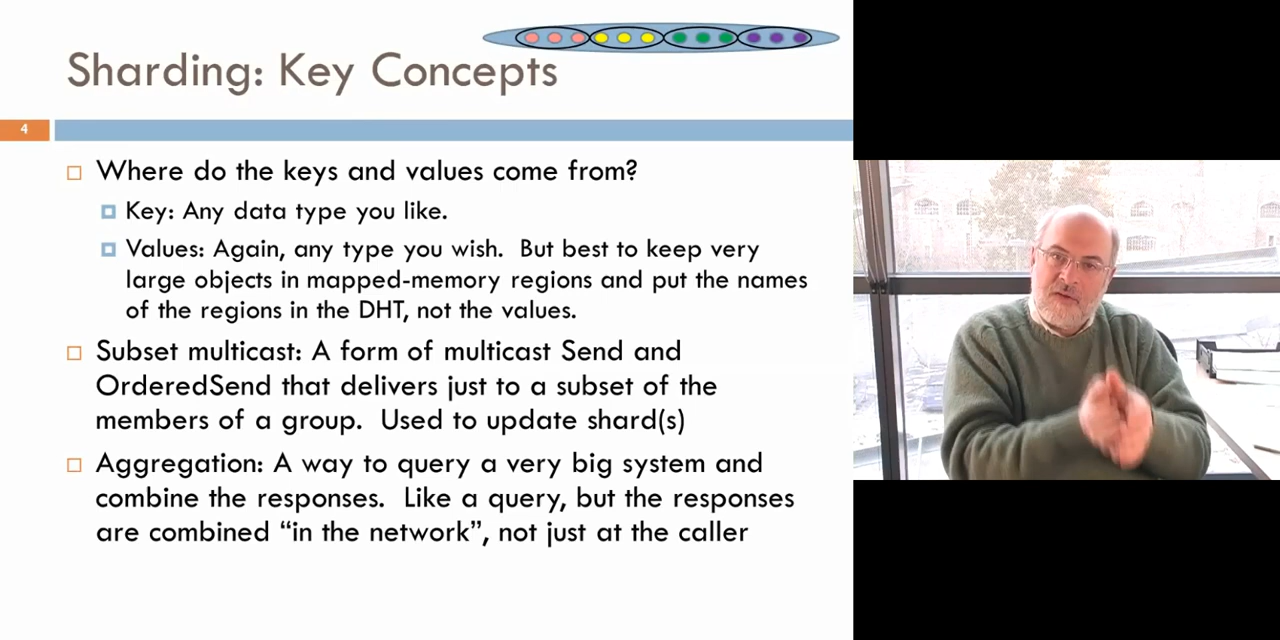 Sharding: Key Concepts
4
Where do the keys and values come from?
Key: Any data type you like.
Values: Again, any type you wish. But best to keep very
large objects in mapped-memory regions and put the names
of the regions in the DHT, not the values.
Subset multicast: A form of multicast Send and
OrderedSend that delivers just to a subset of the
members of a group. Used to update shard(s)
Aggregation: A way to query a very big system and
combine the responses. Like a query, but the responses
are combined “in the network”, not just at the caller